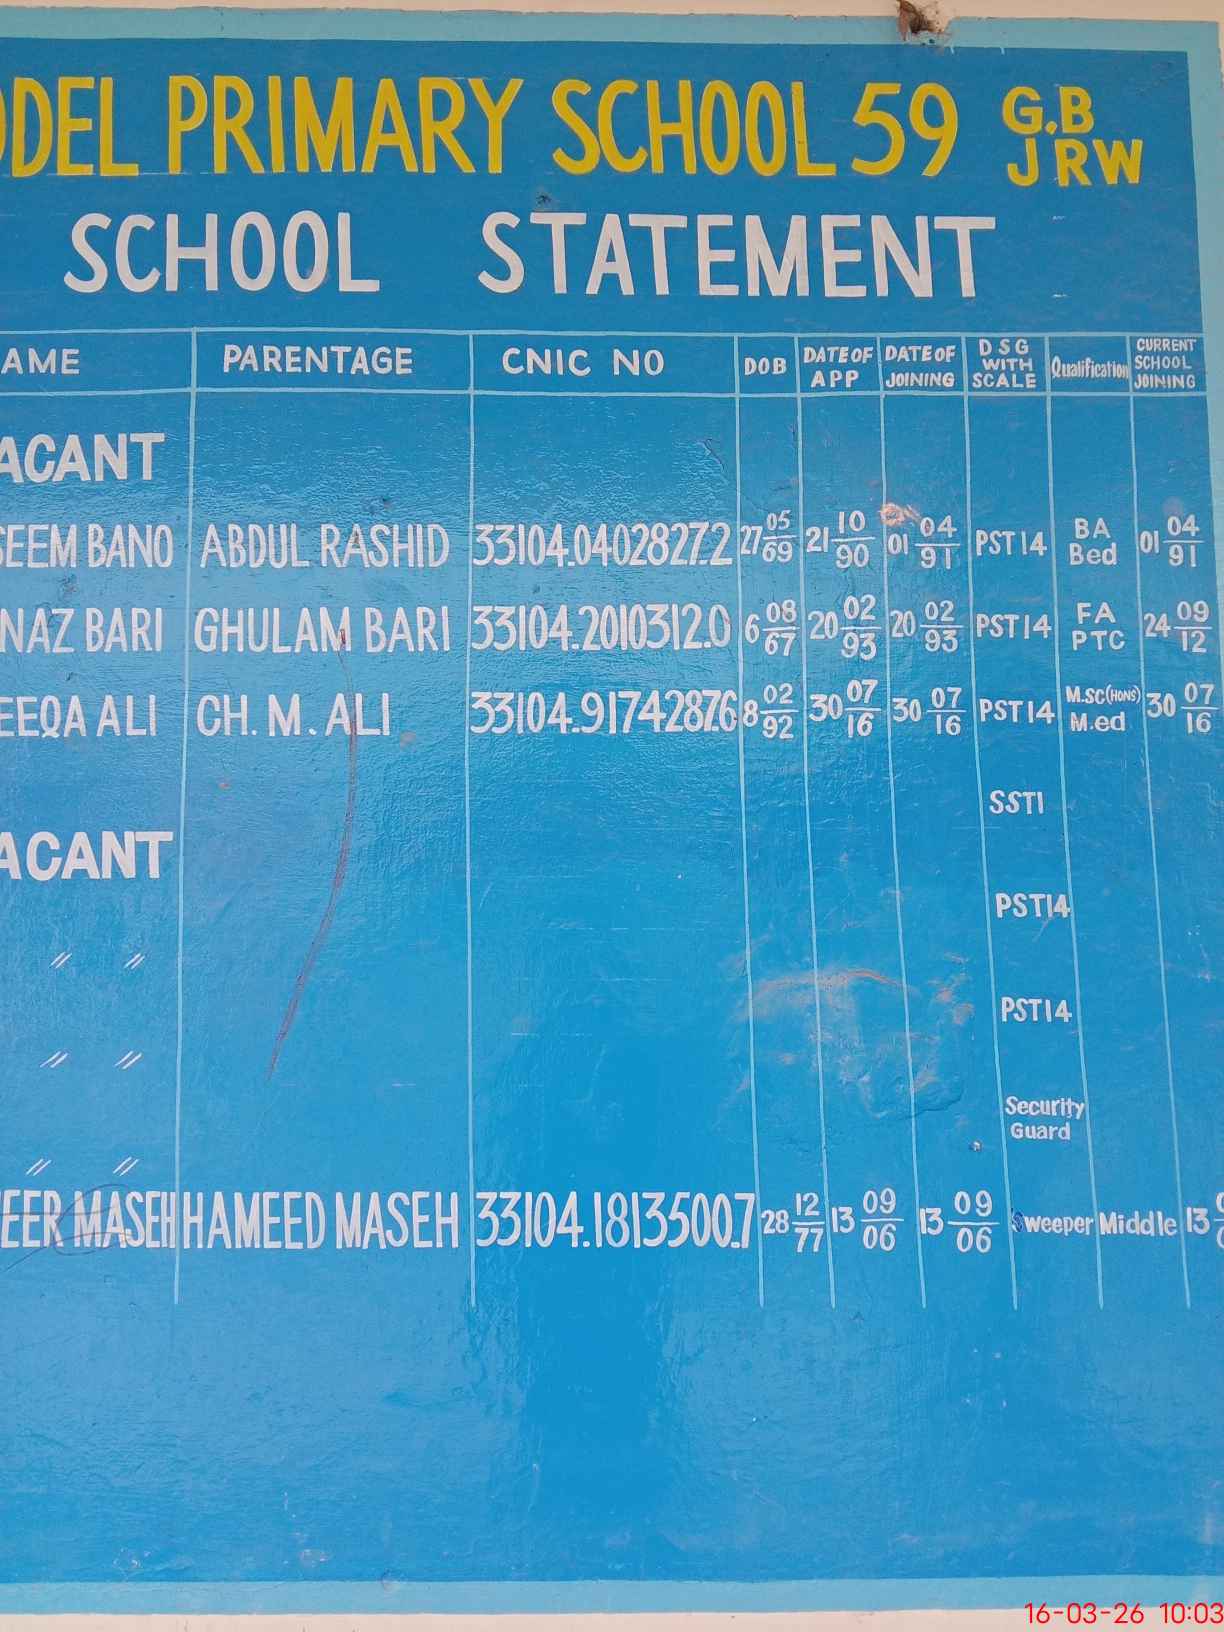 ODEL PRIMARY SCHOOL 59 G.B JRW
SCHOOL STATEMENT
AME PARENTAGE CNIC NO DOB DATE OF APP DATE OF JOINING DSG WITH SCALE Qualification CURRENT SCHOOL JOINING
ACANT
SEEM BANO ABDUL RASHID 33104.0402827.2 27 05/69 21 10/90 01 04/91 PST14 BA Bed 01 04/91
NAZ BARI GHULAM BARI 33104.2010312.0 6 08/67 20 02/93 20 02/93 PST14 FA PTC 24 09/12
EEQA ALI CH. M. ALI 33104.9174287.6 8 02/92 30 07/16 30 07/16 PST14 M.SC(HONS) M.ed 30 07/16
SST1
ACANT
PST14
〃 〃
PST14
〃 〃
Security Guard
〃 〃
EER MASEH HAMEED MASEH 33104.1813500.7 28 12/77 13 09/06 13 09/06 Sweeper Middle 13
16-03-26 10:03